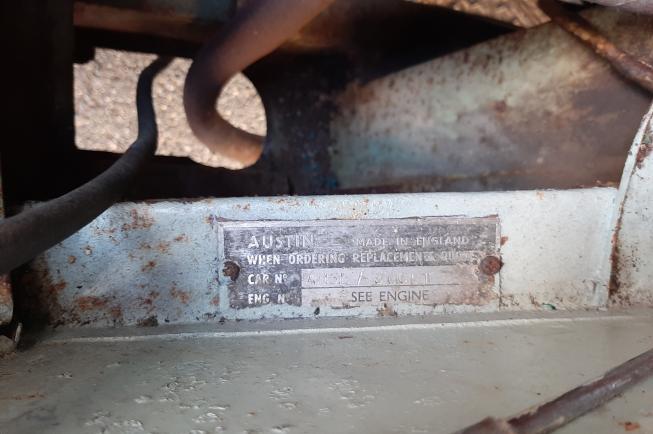 AUSTIN MADE IN ENGLAND
WHEN ORDERING REPLACEMENTS QUOTE
CAR Nº
ENG Nº SEE ENGINE